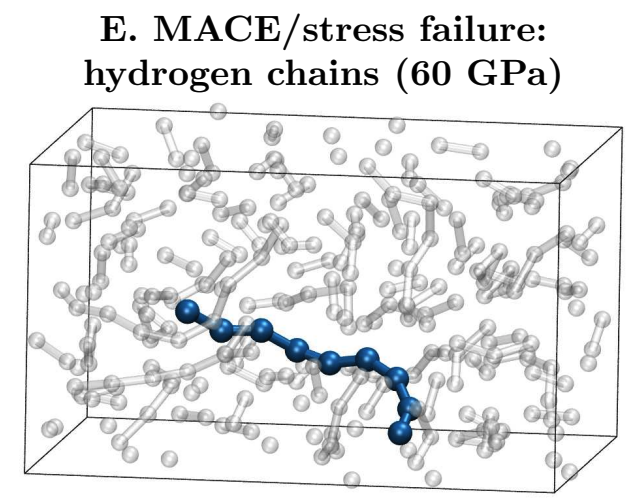 E. MACE/stress failure:
hydrogen chains (60 GPa)